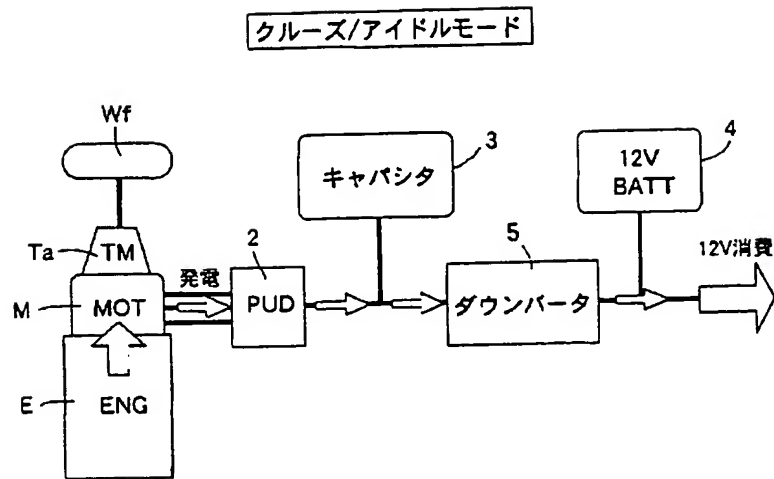 クルーズ/アイドルモード
Wf
3
キャパシタ
4
12V
BATT
Ta
TM
発電
2
5
12V消費
M
MOT
PUD
ダウンバータ
E
ENG